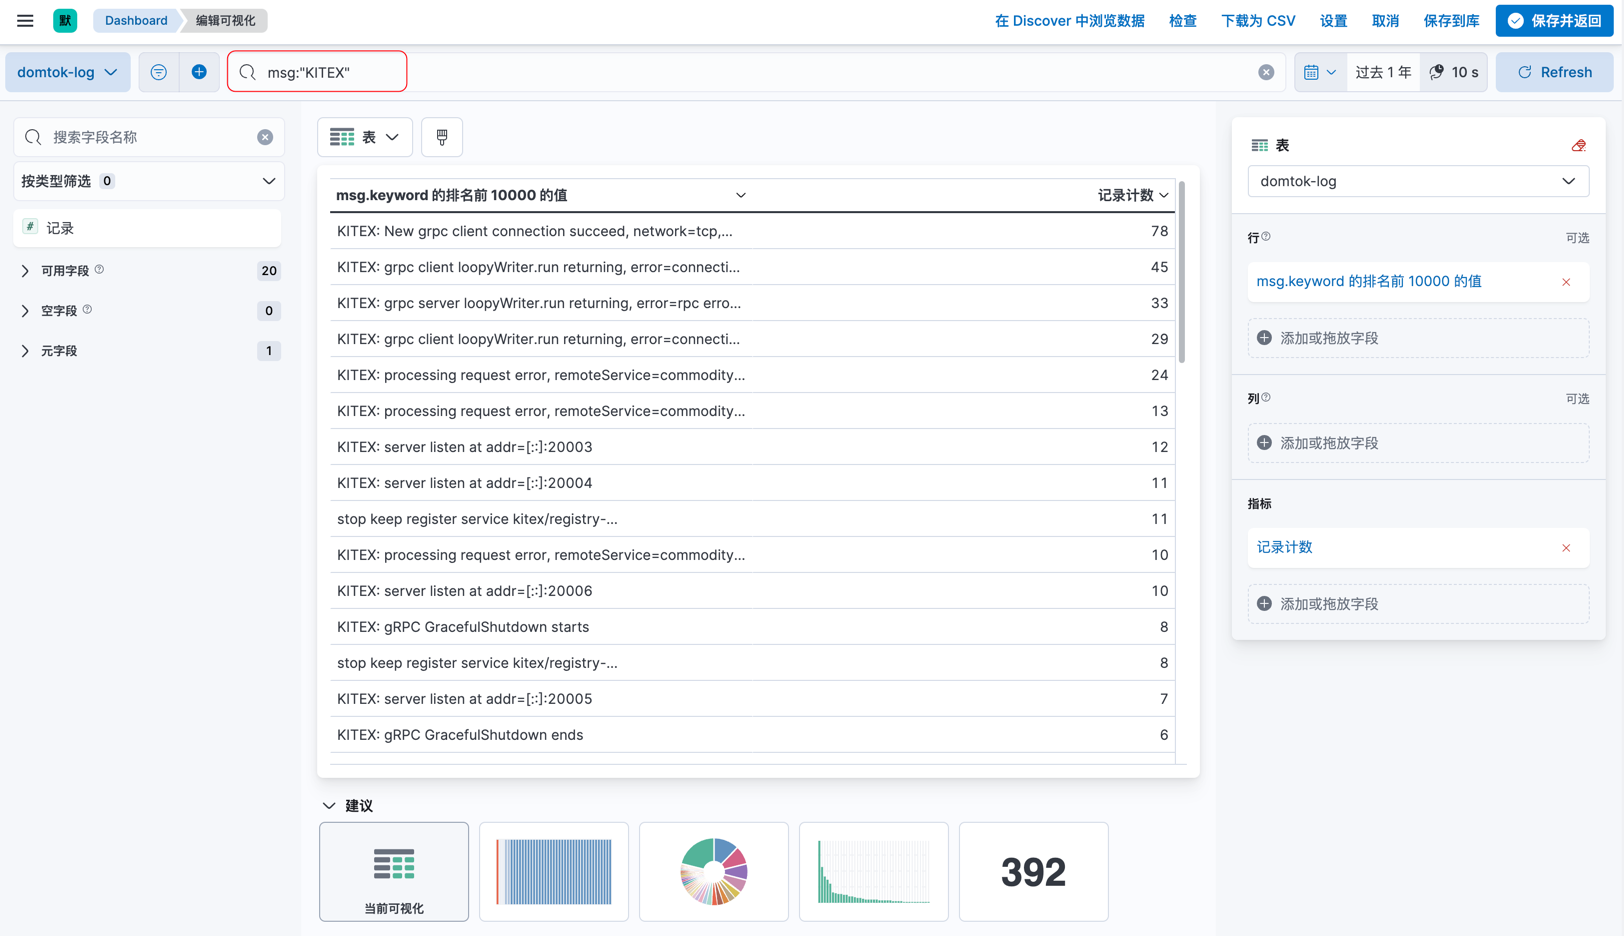 默 Dashboard 编辑可视化 在 Discover 中浏览数据 检查 下载为 CSV 设置 取消 保存到库 保存并返回
domtok-log msg:"KITEX" 过去 1 年 10 s Refresh
搜索字段名称
按类型筛选 0
# 记录
可用字段 20
空字段 0
元字段 1
表
msg.keyword 的排名前 10000 的值 记录计数
KITEX: New grpc client connection succeed, network=tcp,... 78
KITEX: grpc client loopyWriter.run returning, error=connecti... 45
KITEX: grpc server loopyWriter.run returning, error=rpc erro... 33
KITEX: grpc client loopyWriter.run returning, error=connecti... 29
KITEX: processing request error, remoteService=commodity... 24
KITEX: processing request error, remoteService=commodity... 13
KITEX: server listen at addr=[::]:20003 12
KITEX: server listen at addr=[::]:20004 11
stop keep register service kitex/registry-... 11
KITEX: processing request error, remoteService=commodity... 10
KITEX: server listen at addr=[::]:20006 10
KITEX: gRPC GracefulShutdown starts 8
stop keep register service kitex/registry-... 8
KITEX: server listen at addr=[::]:20005 7
KITEX: gRPC GracefulShutdown ends 6
建议
当前可视化
392
表
domtok-log
行 可选
msg.keyword 的排名前 10000 的值
添加或拖放字段
列 可选
添加或拖放字段
指标
记录计数
添加或拖放字段